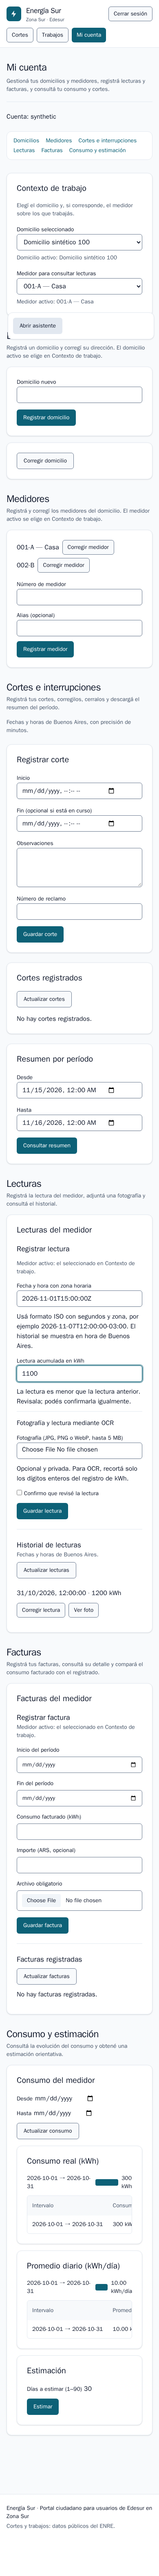 Energía Sur
Zona Sur · Edesur
Cerrar sesión
Cortes
Trabajos
Mi cuenta
Mi cuenta
Gestioná tus domicilios y medidores, registrá lecturas y
facturas, y consultá tu consumo y cortes.
Cuenta: synthetic
Domicilios
Medidores
Cortes e interrupciones
Lecturas
Facturas
Consumo y estimación
Contexto de trabajo
Elegí el domicilio y, si corresponde, el medidor
sobre los que trabajás.
Domicilio seleccionado
Domicilio sintético 100
Domicilio activo: Domicilio sintético 100
Medidor para consultar lecturas
001-A — Casa
Medidor activo: 001-A — Casa
Abrir asistente
Registrá un domicilio y corregí su dirección. El domicilio
activo se elige en Contexto de trabajo.
Domicilio nuevo
Registrar domicilio
Corregir domicilio
Medidores
Registrá y corregí los medidores del domicilio. El medidor
activo se elige en Contexto de trabajo.
001-A — Casa
Corregir medidor
002-B
Corregir medidor
Número de medidor
Alias (opcional)
Registrar medidor
Cortes e interrupciones
Registrá tus cortes, corregilos, cerralos y descargá el
resumen del período.
Fechas y horas de Buenos Aires, con precisión de
minutos.
Registrar corte
Inicio
mm/dd/yyyy, --:-- --
Fin (opcional si está en curso)
mm/dd/yyyy, --:-- --
Observaciones
Número de reclamo
Guardar corte
Cortes registrados
Actualizar cortes
No hay cortes registrados.
Resumen por período
Desde
11/15/2026, 12:00 AM
Hasta
11/16/2026, 12:00 AM
Consultar resumen
Lecturas
Registrá la lectura del medidor, adjuntá una fotografía y
consultá el historial.
Lecturas del medidor
Registrar lectura
Medidor activo: el seleccionado en Contexto de
trabajo.
Fecha y hora con zona horaria
2026-11-01T15:00:00Z
Usá formato ISO con segundos y zona, por
ejemplo 2026-11-07T12:00:00-03:00. El
historial se muestra en hora de Buenos
Aires.
Lectura acumulada en kWh
1100
La lectura es menor que la lectura anterior.
Revisala; podés confirmarla igualmente.
Fotografía y lectura mediante OCR
Fotografía (JPG, PNG o WebP, hasta 5 MB)
Choose File No file chosen
Opcional y privada. Para OCR, recortá solo
los dígitos enteros del registro de kWh.
Confirmo que revisé la lectura
Guardar lectura
Historial de lecturas
Fechas y horas de Buenos Aires.
Actualizar lecturas
31/10/2026, 12:00:00 · 1200 kWh
Corregir lectura
Ver foto
Facturas
Registrá tus facturas, consultá su detalle y compará el
consumo facturado con el registrado.
Facturas del medidor
Registrar factura
Medidor activo: el seleccionado en Contexto de
trabajo.
Inicio del período
mm/dd/yyyy
Fin del período
mm/dd/yyyy
Consumo facturado (kWh)
Importe (ARS, opcional)
Archivo obligatorio
Choose File No file chosen
Guardar factura
Facturas registradas
Actualizar facturas
No hay facturas registradas.
Consumo y estimación
Consultá la evolución del consumo y obtené una
estimación orientativa.
Consumo del medidor
Desde mm/dd/yyyy
Hasta mm/dd/yyyy
Actualizar consumo
Consumo real (kWh)
2026-10-01 → 2026-10-31
300 kWh
Intervalo
Consum
2026-10-01 → 2026-10-31
300 kW
Promedio diario (kWh/día)
2026-10-01 → 2026-10-31
10.00 kWh/día
Intervalo
Promed
2026-10-01 → 2026-10-31
10.00 k
Estimación
Días a estimar (1–90) 30
Estimar
Energía Sur · Portal ciudadano para usuarios de Edesur en
Zona Sur
Cortes y trabajos: datos públicos del ENRE.